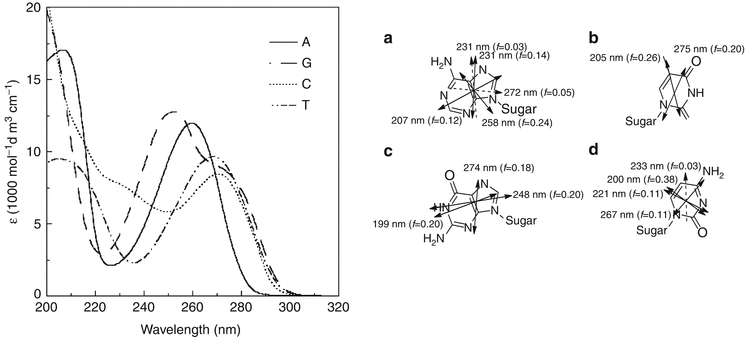 20
15
10
5
0
ε (1000 mol⁻¹d m³ cm⁻¹)
A
G
C
T
200
220
240
260
280
300
320
Wavelength (nm)
a
231 nm (f=0.03)
231 nm (f=0.14)
H₂N
N
N
N
N
272 nm (f=0.05)
Sugar
207 nm (f=0.12)
258 nm (f=0.24)
b
275 nm (f=0.20)
205 nm (f=0.26)
O
NH
N
Sugar
c
274 nm (f=0.18)
O
N
HN
248 nm (f=0.20)
N
199 nm (f=0.20)
Sugar
H₂N
N
d
233 nm (f=0.03)
NH₂
200 nm (f=0.38)
221 nm (f=0.11)
N
267 nm (f=0.11)
N
O
Sugar